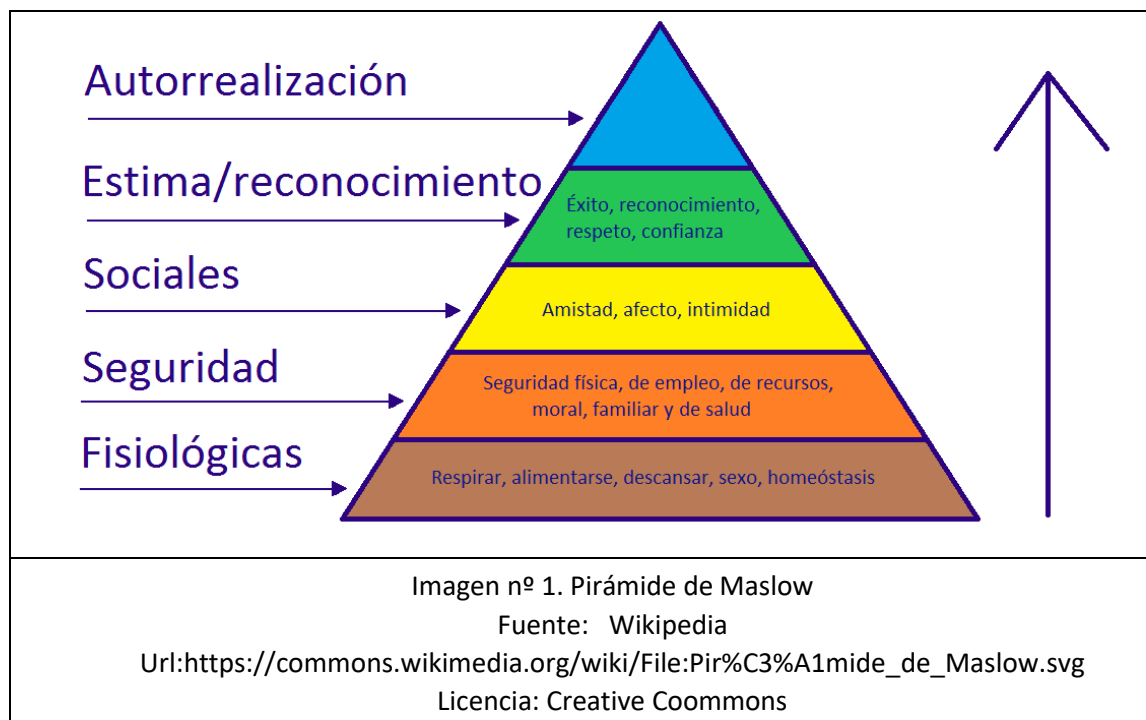 Autorrealización
Estima/reconocimiento
Éxito, reconocimiento,
respeto, confianza
Sociales
Amistad, afecto, intimidad
Seguridad
Seguridad física, de empleo, de recursos,
moral, familiar y de salud
Fisiológicas
Respirar, alimentarse, descansar, sexo, homeóstasis
Imagen nº 1. Pirámide de Maslow
Fuente: Wikipedia
Url:https://commons.wikimedia.org/wiki/File:Pir%C3%A1mide_de_Maslow.svg
Licencia: Creative Coommons